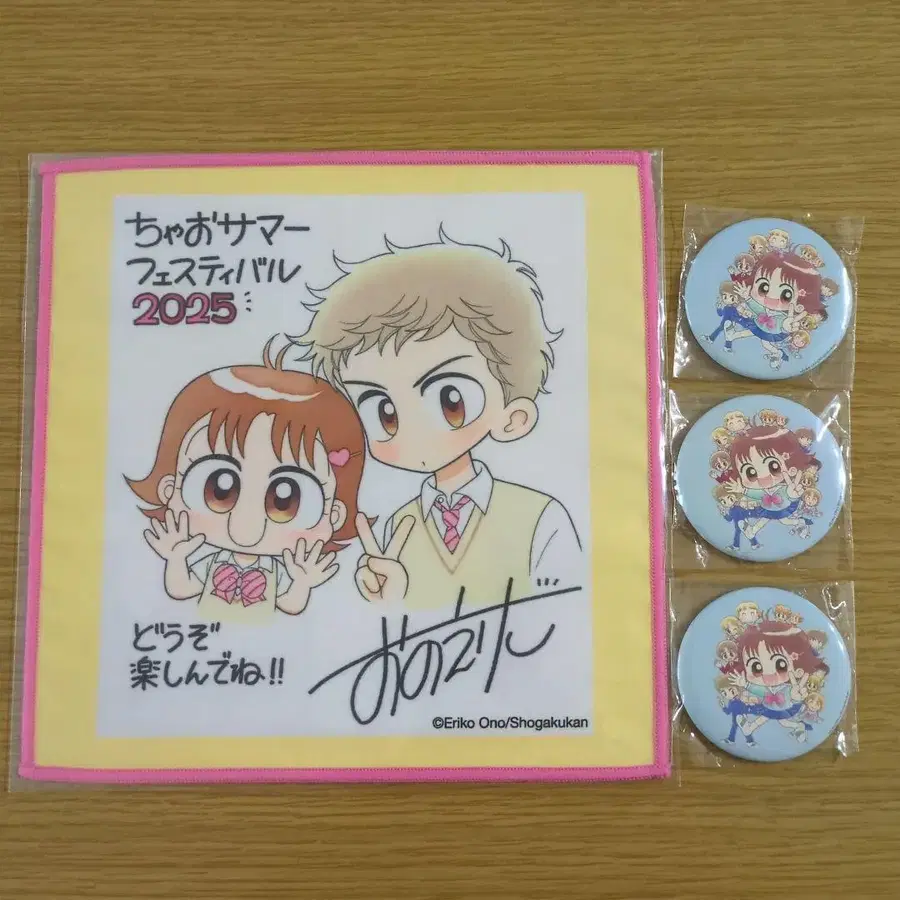 ちゃおサマー
フェスティバル
2025
どうぞ
楽しんでね!!
おのえりこ
©Eriko Ono/Shogakukan